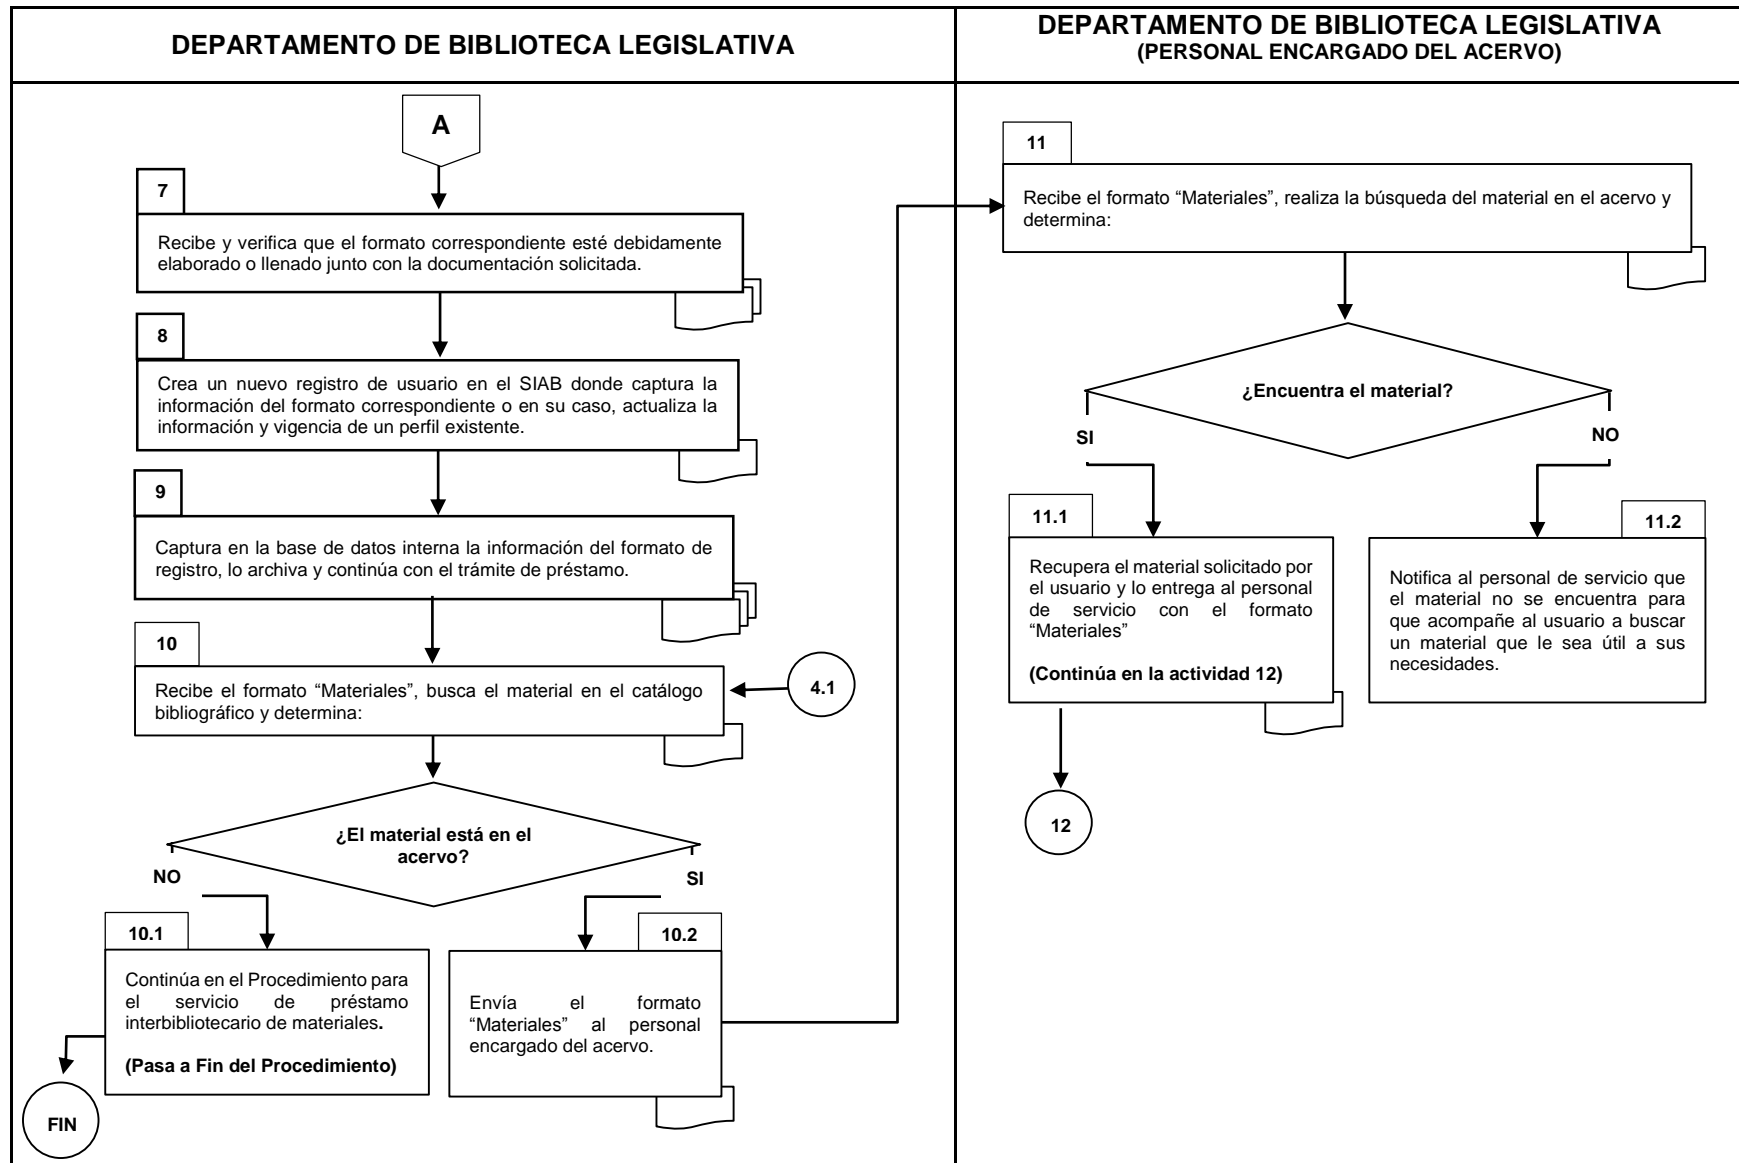 DEPARTAMENTO DE BIBLIOTECA LEGISLATIVA
DEPARTAMENTO DE BIBLIOTECA LEGISLATIVA
(PERSONAL ENCARGADO DEL ACERVO)
A
7
Recibe y verifica que el formato correspondiente esté debidamente
elaborado o llenado junto con la documentación solicitada.
8
Crea un nuevo registro de usuario en el SIAB donde captura la
información del formato correspondiente o en su caso, actualiza la
información y vigencia de un perfil existente.
9
Captura en la base de datos interna la información del formato de
registro, lo archiva y continúa con el trámite de préstamo.
10
Recibe el formato “Materiales”, busca el material en el catálogo
bibliográfico y determina:
4.1
¿El material está en el
acervo?
NO
SI
10.1
Continúa en el Procedimiento para
el servicio de préstamo
interbibliotecario de materiales.
(Pasa a Fin del Procedimiento)
FIN
10.2
Envía el formato
“Materiales” al personal
encargado del acervo.
11
Recibe el formato “Materiales”, realiza la búsqueda del material en el acervo y
determina:
¿Encuentra el material?
SI
NO
11.1
Recupera el material solicitado por
el usuario y lo entrega al personal
de servicio con el formato
“Materiales”
(Continúa en la actividad 12)
12
11.2
Notifica al personal de servicio que
el material no se encuentra para
que acompañe al usuario a buscar
un material que le sea útil a sus
necesidades.